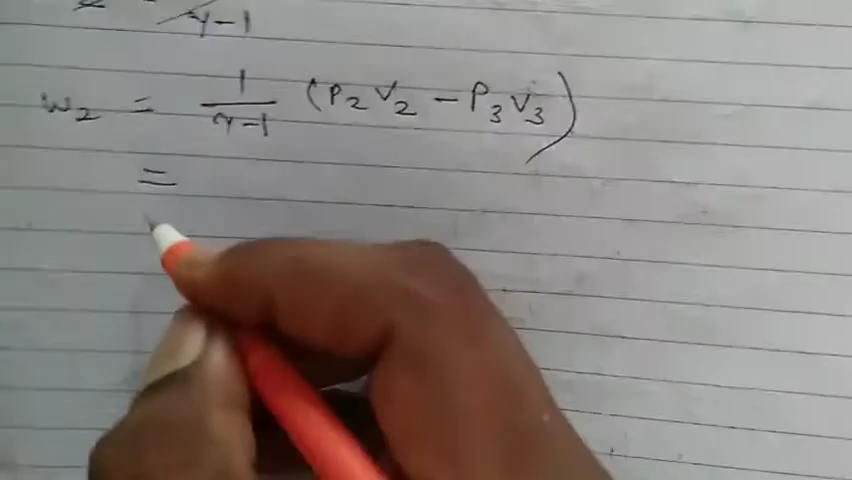 γ-1
W₂ = 1/(γ-1) (P₂V₂ - P₃V₃)
=